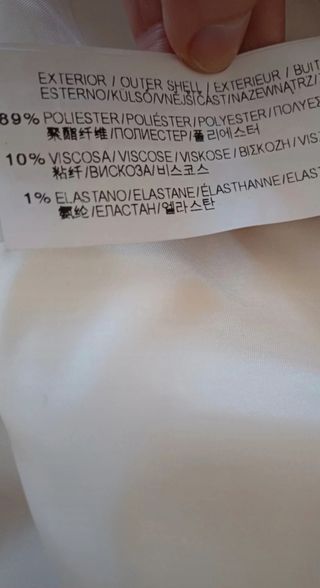 EXTERIOR / OUTER SHELL / EXTERIEUR / BUIT
ESTERNO/KÜLSŐ/VNĚJŠÍ ČÁST/NAZEWNĄTRZ/
89% POLIESTER/POLIÉSTER/POLYESTER/ΠΟΛΥΕΣ
聚酯纤维/ПОЛИЕСТЕР/폴리에스터
10% VISCOSA/VISCOSE/VISKOSE/ΒΙΣΚΟΖΗ/VIS
粘纤/ВИСКОЗА/비스코스
1% ELASTANO/ELASTANE/ÉLASTHANNE/ELAST
氨纶/ЕЛАСТАН/엘라스탄